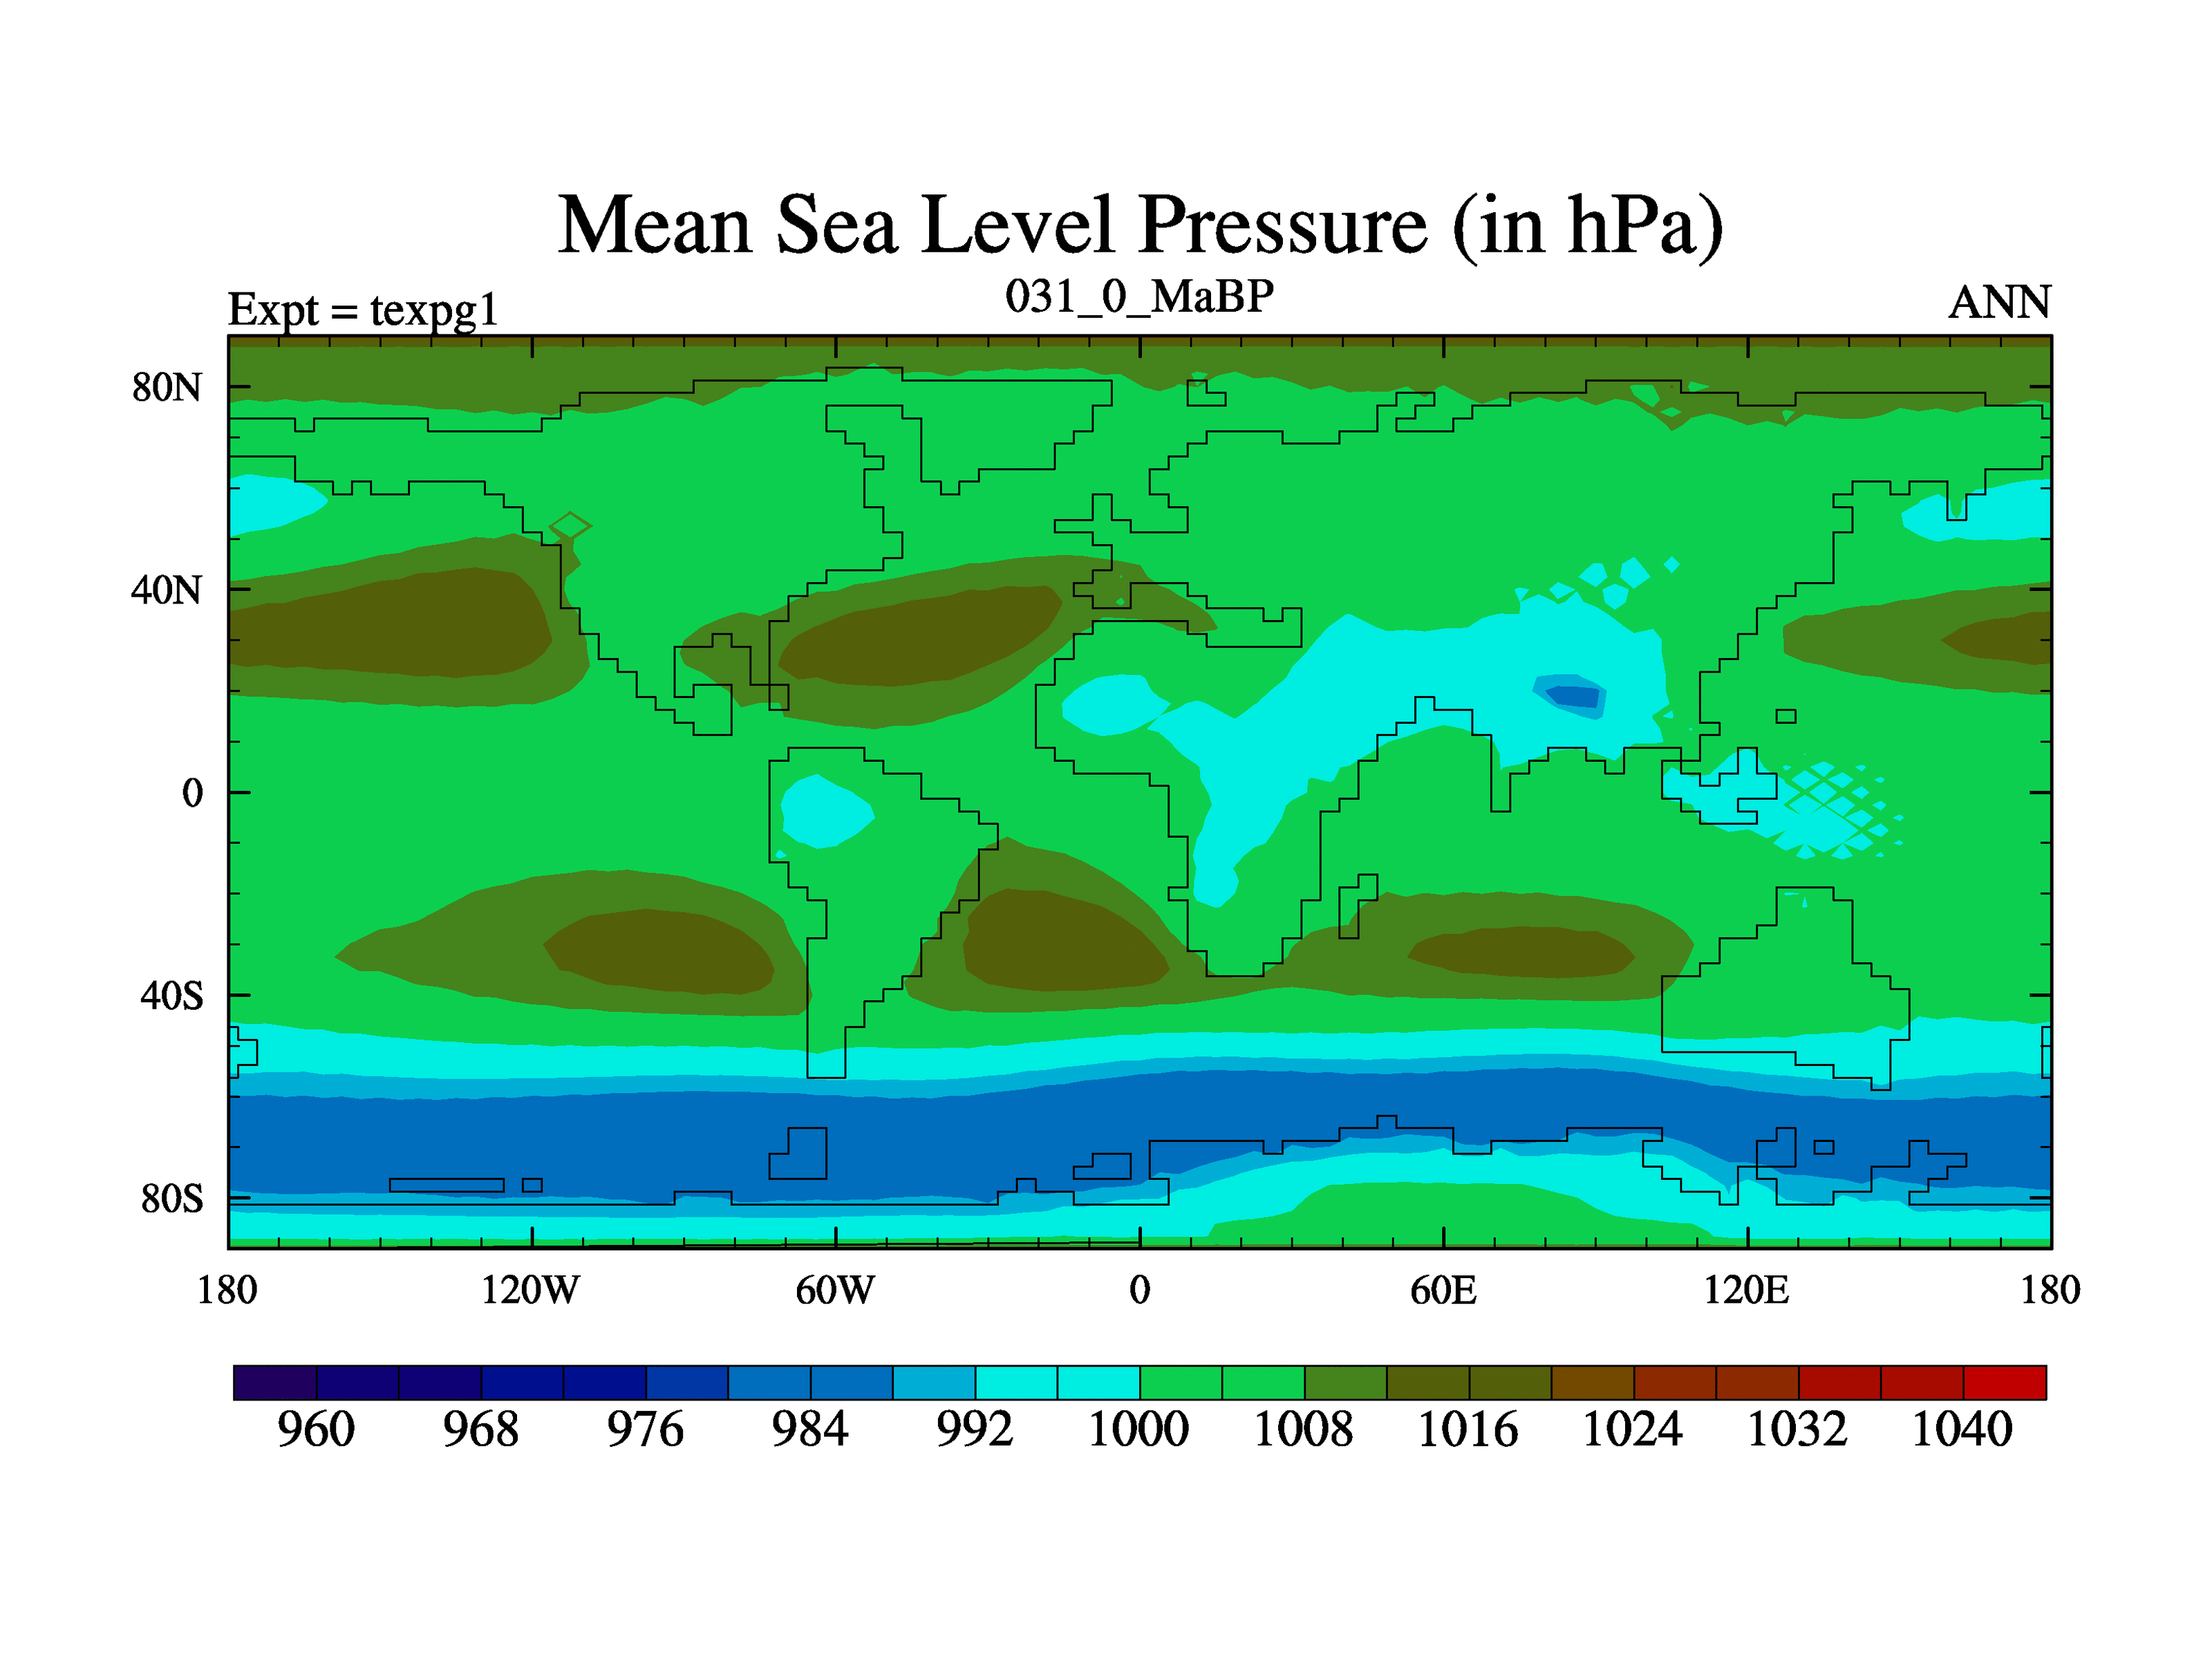 Mean Sea Level Pressure (in hPa)
Expt = texpg1 031_0_MaBP ANN
80N
40N
0
40S
80S
180 120W 60W 0 60E 120E 180
960 968 976 984 992 1000 1008 1016 1024 1032 1040